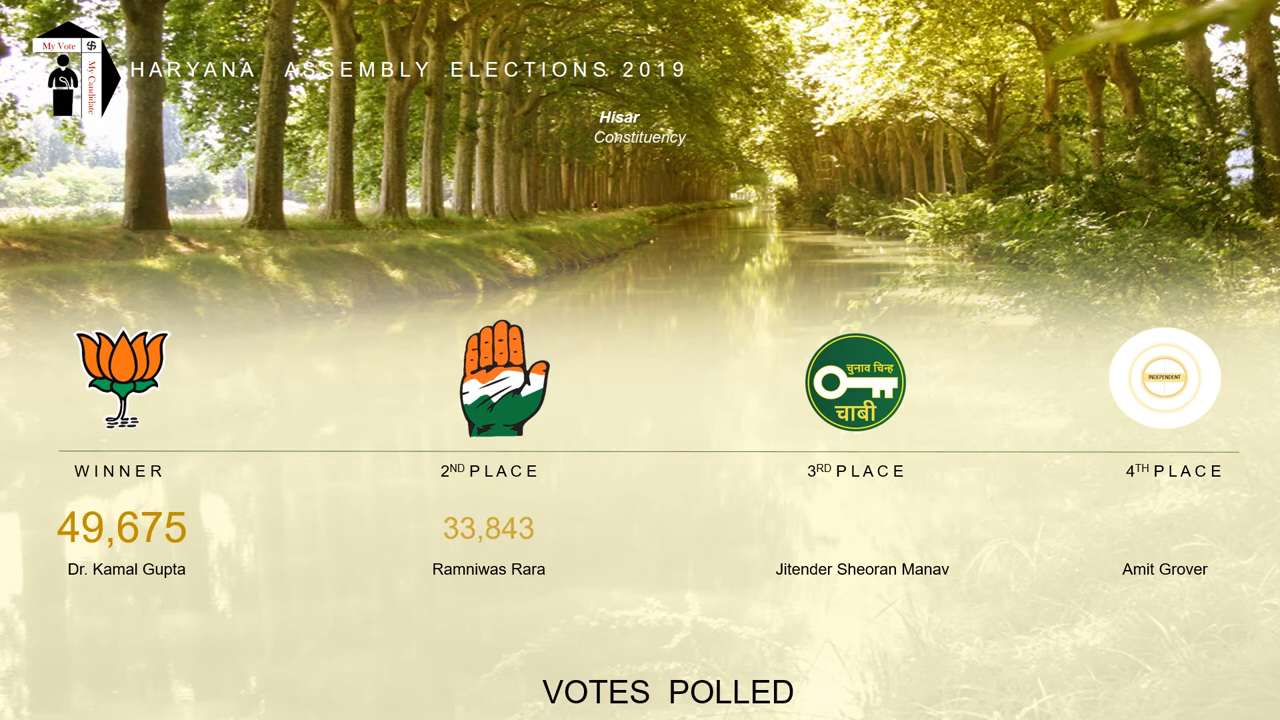 My Vote
My Candidate
HARYANA ASSEMBLY ELECTIONS 2019
Hisar
Constituency
चुनाव चिन्ह
चाबी
INDEPENDENT
WINNER
2ND PLACE
3RD PLACE
4TH PLACE
49,675
33,843
Dr. Kamal Gupta
Ramniwas Rara
Jitender Sheoran Manav
Amit Grover
VOTES POLLED